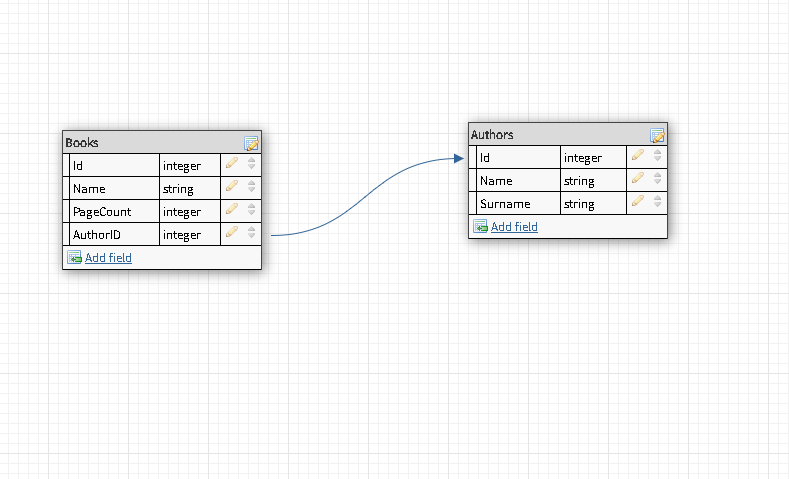 Books
Id integer
Name string
PageCount integer
AuthorID integer
Add field
Authors
Id integer
Name string
Surname string
Add field